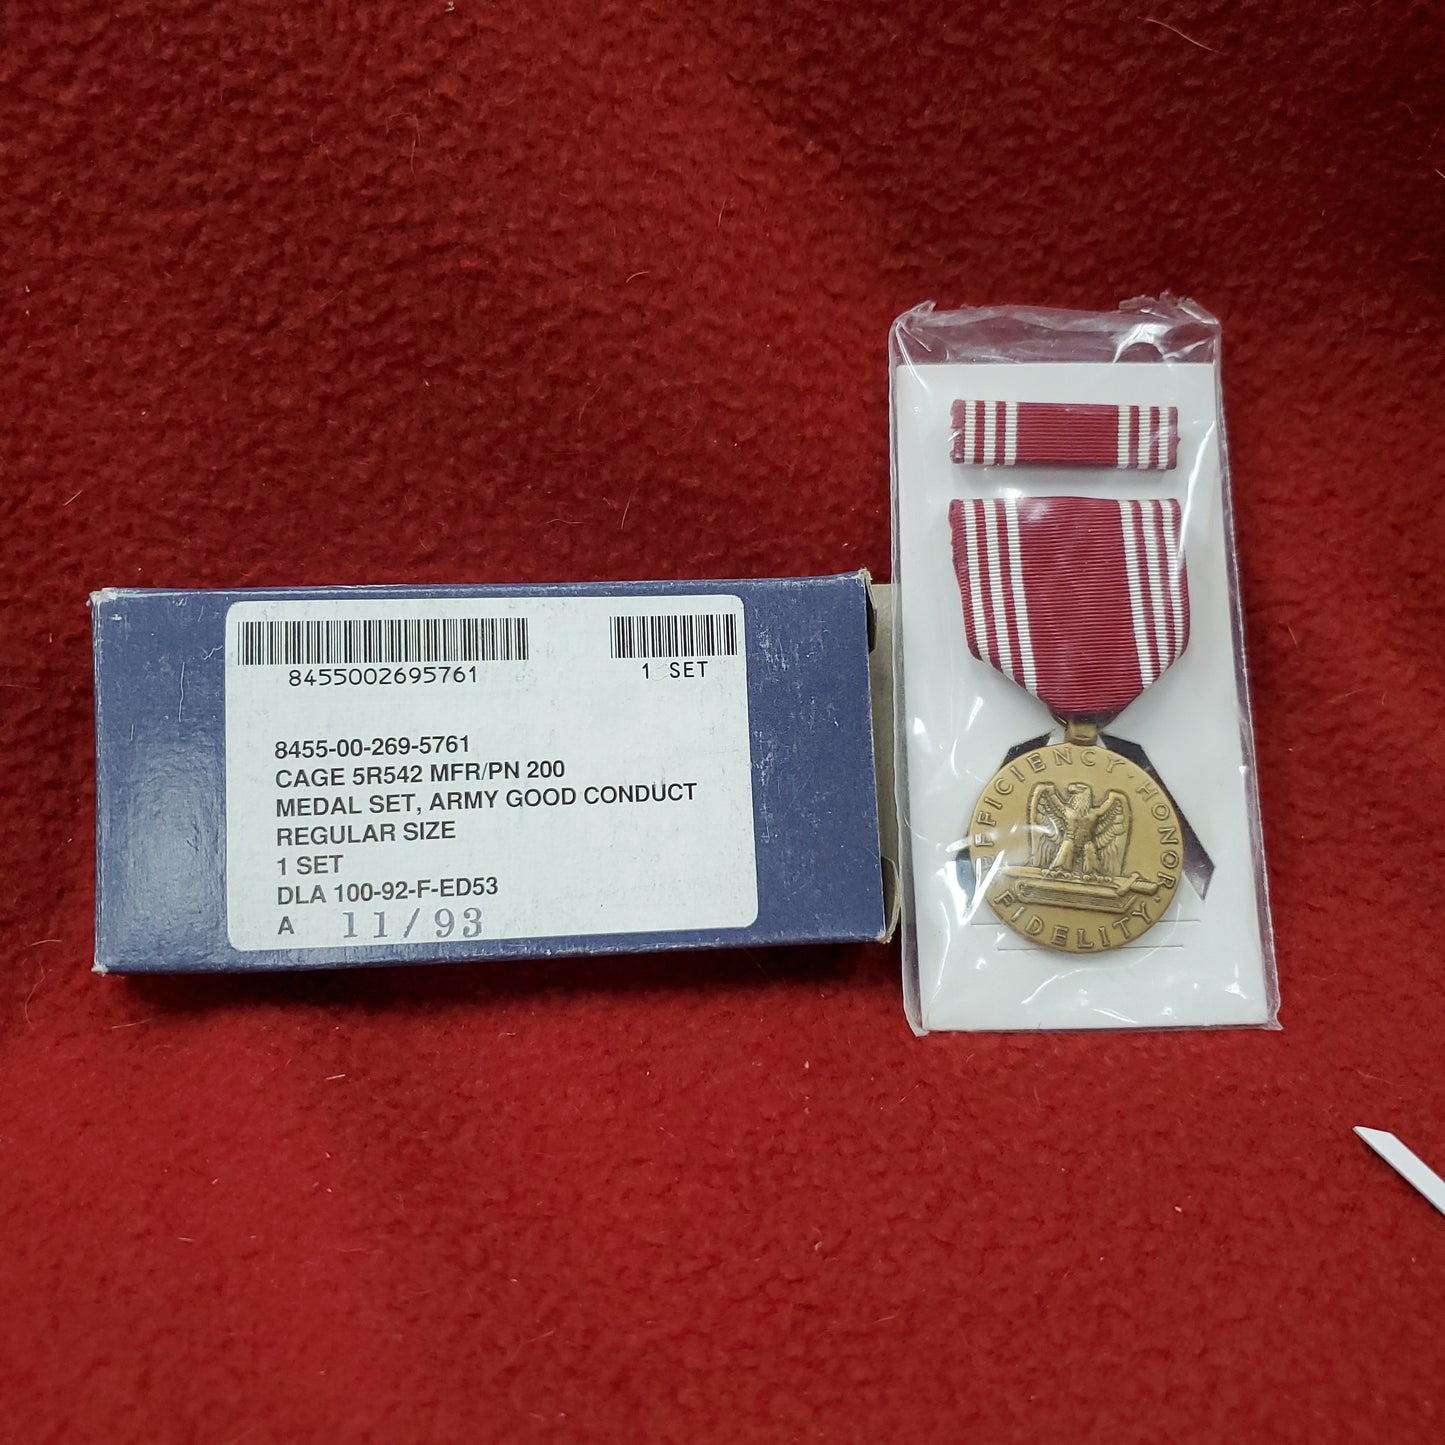 8455002695761
1 SET
8455-00-269-5761
CAGE 5R542 MFR/PN 200
MEDAL SET, ARMY GOOD CONDUCT
REGULAR SIZE
1 SET
DLA 100-92-F-ED53
A 11/93
EFFICIENCY · HONOR · FIDELITY